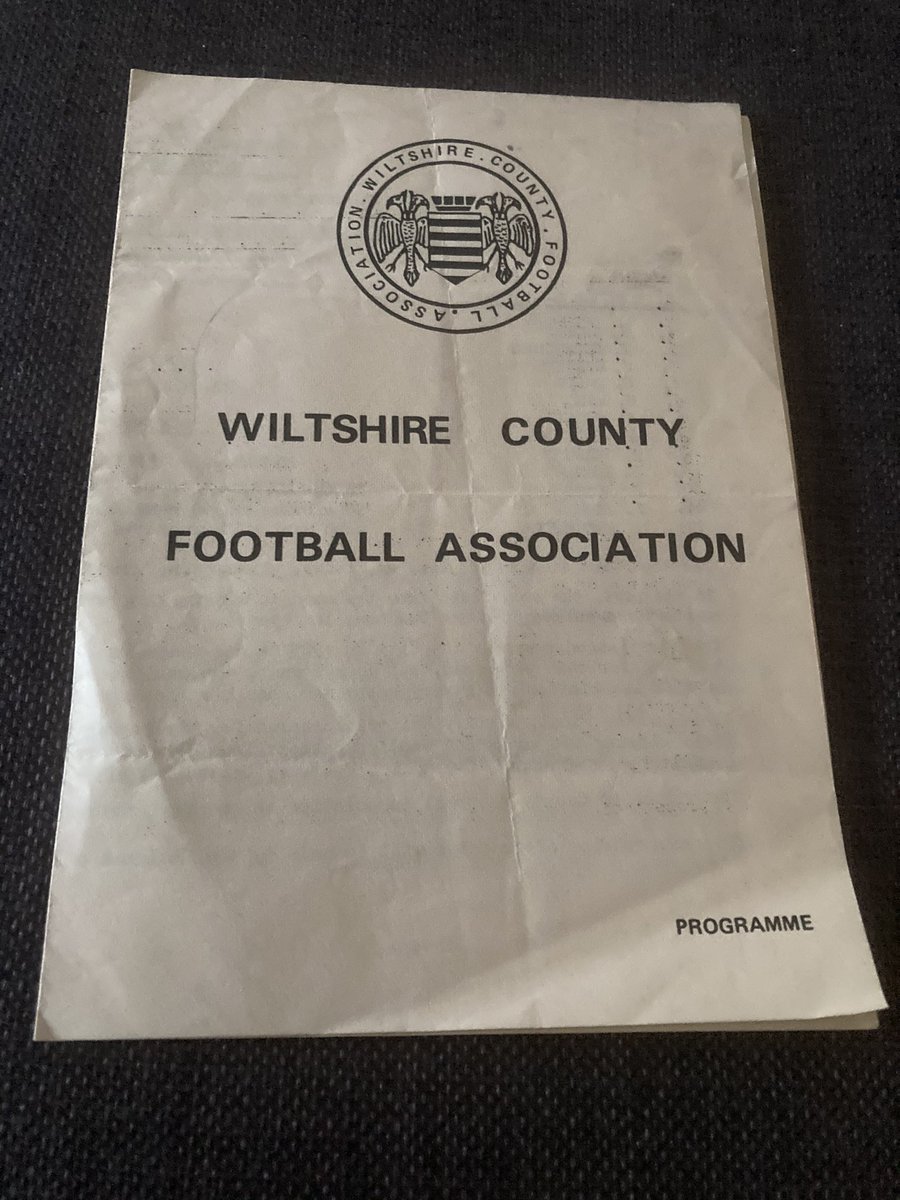 WILTSHIRE . COUNTY . FOOTBALL . ASSOCIATION .
WILTSHIRE COUNTY
FOOTBALL ASSOCIATION
PROGRAMME